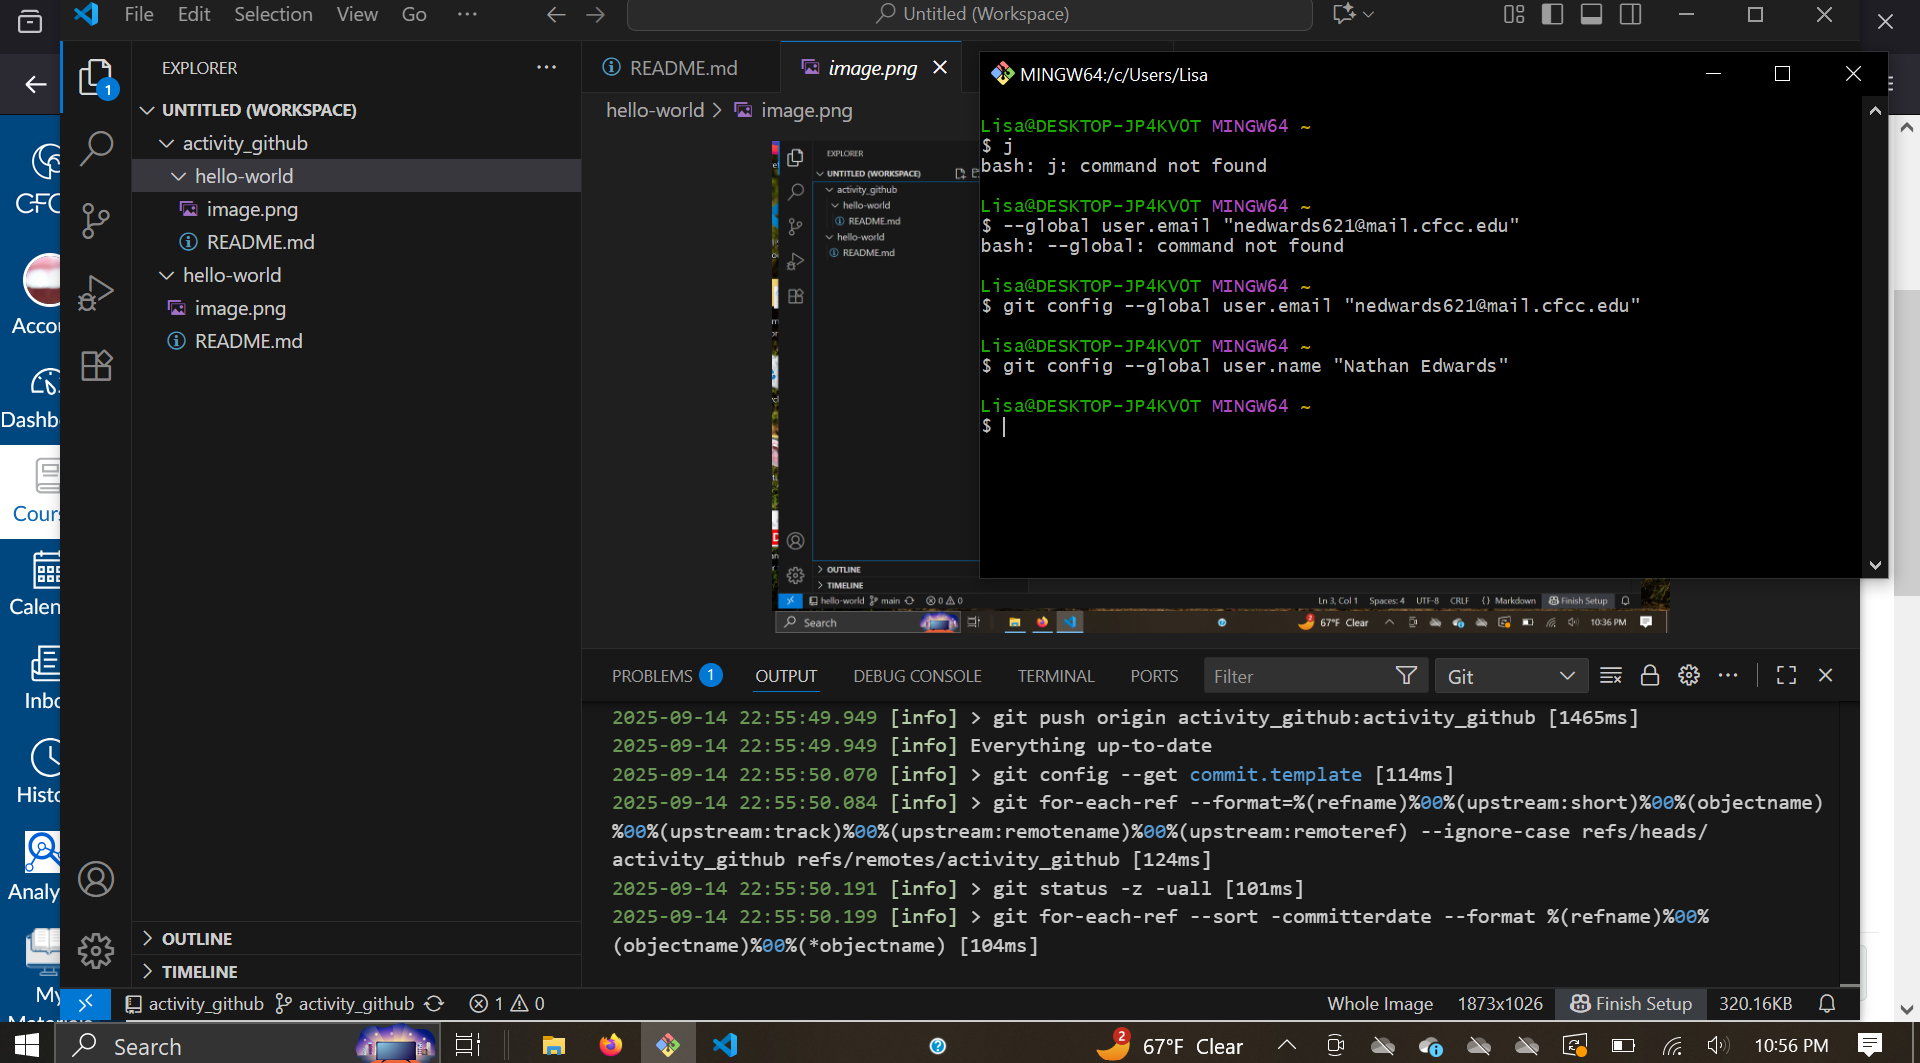 File Edit Selection View Go ··· Untitled (Workspace)
EXPLORER ···
1
UNTITLED (WORKSPACE)
activity_github
hello-world
image.png
README.md
hello-world
image.png
README.md
OUTLINE
TIMELINE
CFC
Accou
Dashb
Cours
Calen
Inbo
Histo
Analy
My
README.md image.png
hello-world > image.png
EXPLORER
UNTITLED (WORKSPACE)
activity_github
hello-world
README.md
hello-world
README.md
OUTLINE
TIMELINE
hello-world main 0 0 Ln 3, Col 1 Spaces: 4 UTF-8 CRLF {} Markdown Finish Setup
Search 2 67°F Clear 10:36 PM
MINGW64:/c/Users/Lisa
Lisa@DESKTOP-JP4KV0T MINGW64 ~
$ j
bash: j: command not found
Lisa@DESKTOP-JP4KV0T MINGW64 ~
$ --global user.email "nedwards621@mail.cfcc.edu"
bash: --global: command not found
Lisa@DESKTOP-JP4KV0T MINGW64 ~
$ git config --global user.email "nedwards621@mail.cfcc.edu"
Lisa@DESKTOP-JP4KV0T MINGW64 ~
$ git config --global user.name "Nathan Edwards"
Lisa@DESKTOP-JP4KV0T MINGW64 ~
$
PROBLEMS 1 OUTPUT DEBUG CONSOLE TERMINAL PORTS Filter Git ···
2025-09-14 22:55:49.949 [info] > git push origin activity_github:activity_github [1465ms]
2025-09-14 22:55:49.949 [info] Everything up-to-date
2025-09-14 22:55:50.070 [info] > git config --get commit.template [114ms]
2025-09-14 22:55:50.084 [info] > git for-each-ref --format=%(refname)%00%(upstream:short)%00%(objectname)
%00%(upstream:track)%00%(upstream:remotename)%00%(upstream:remoteref) --ignore-case refs/heads/
activity_github refs/remotes/activity_github [124ms]
2025-09-14 22:55:50.191 [info] > git status -z -uall [101ms]
2025-09-14 22:55:50.199 [info] > git for-each-ref --sort -committerdate --format %(refname)%00%
(objectname)%00%(*objectname) [104ms]
activity_github activity_github 1 0 Whole Image 1873x1026 Finish Setup 320.16KB
Search 2 67°F Clear 10:56 PM